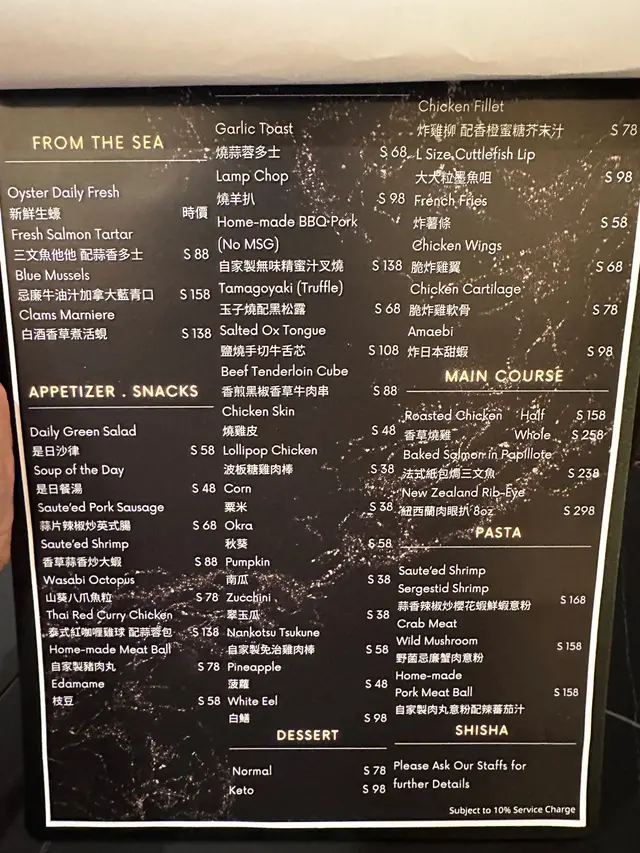 FROM THE SEA
Oyster Daily Fresh
新鮮生蠔 時價
Fresh Salmon Tartar
三文魚他他 配蒜香多士 $ 88
Blue Mussels
忌廉牛油汁加拿大藍青口 $ 158
Clams Marniere
白酒香草煮活蜆 $ 138
APPETIZER . SNACKS
Daily Green Salad
是日沙律 $ 58
Soup of the Day
是日餐湯 $ 48
Saute'ed Pork Sausage
蒜片辣椒炒英式腸 $ 68
Saute'ed Shrimp
香草蒜香炒大蝦 $ 88
Wasabi Octopus
山葵八爪魚粒 $ 78
Thai Red Curry Chicken
泰式紅咖喱雞球 配蒜蓉包 $ 138
Home-made Meat Ball
自家製豬肉丸 $ 78
Edamame
枝豆 $ 58
Garlic Toast
燒蒜蓉多士 $ 68
Lamp Chop
燒羊扒 $ 98
Home-made BBQ Pork
(No MSG)
自家製無味精蜜汁叉燒 $ 138
Tamagoyaki (Truffle)
玉子燒配黑松露 $ 68
Salted Ox Tongue
鹽燒手切牛舌芯 $ 108
Beef Tenderloin Cube
香煎黑椒香草牛肉串 $ 88
Chicken Skin
燒雞皮 $ 48
Lollipop Chicken
波板糖雞肉棒 $ 38
Corn
粟米 $ 38
Okra
秋葵 $ 58
Pumpkin
南瓜 $ 38
Zucchini
翠玉瓜 $ 38
Nankotsu Tsukune
自家製免治雞肉棒 $ 58
Pineapple
菠蘿 $ 48
White Eel
白鱔 $ 98
DESSERT
Normal $ 78
Keto $ 98
Chicken Fillet
炸雞柳 配香橙蜜糖芥末汁 $ 78
L Size Cuttlefish Lip
大大粒墨魚咀 $ 98
French Fries
炸薯條 $ 58
Chicken Wings
脆炸雞翼 $ 68
Chicken Cartilage
脆炸雞軟骨 $ 78
Amaebi
炸日本甜蝦 $ 98
MAIN COURSE
Roasted Chicken Half $ 158
香草燒雞 Whole $ 258
Baked Salmon in Papillote
法式紙包焗三文魚 $ 238
New Zealand Rib-Eye
紐西蘭肉眼扒 8oz $ 298
PASTA
Saute'ed Shrimp
Sergestid Shrimp
蒜香辣椒炒櫻花蝦鮮蝦意粉 $ 168
Crab Meat
Wild Mushroom
野菌忌廉蟹肉意粉 $ 158
Home-made
Pork Meat Ball $ 158
自家製肉丸意粉配辣蕃茄汁
SHISHA
Please Ask Our Staffs for
further Details
Subject to 10% Service Charge